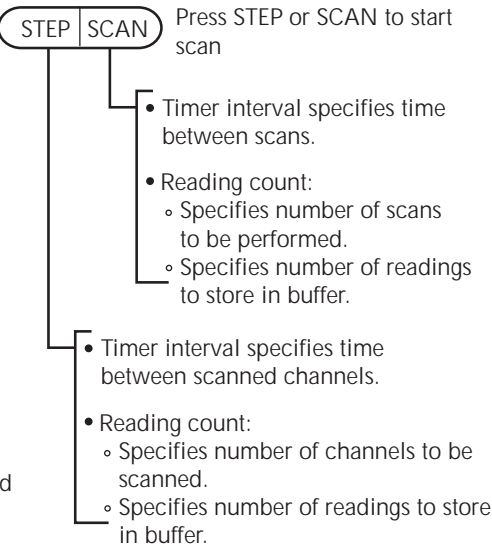 STEP SCAN
Press STEP or SCAN to start
scan
• Timer interval specifies time
between scans.
• Reading count:
∘ Specifies number of scans
to be performed.
∘ Specifies number of readings
to store in buffer.
• Timer interval specifies time
between scanned channels.
• Reading count:
∘ Specifies number of channels to be
scanned.
d
∘ Specifies number of readings to store
in buffer.